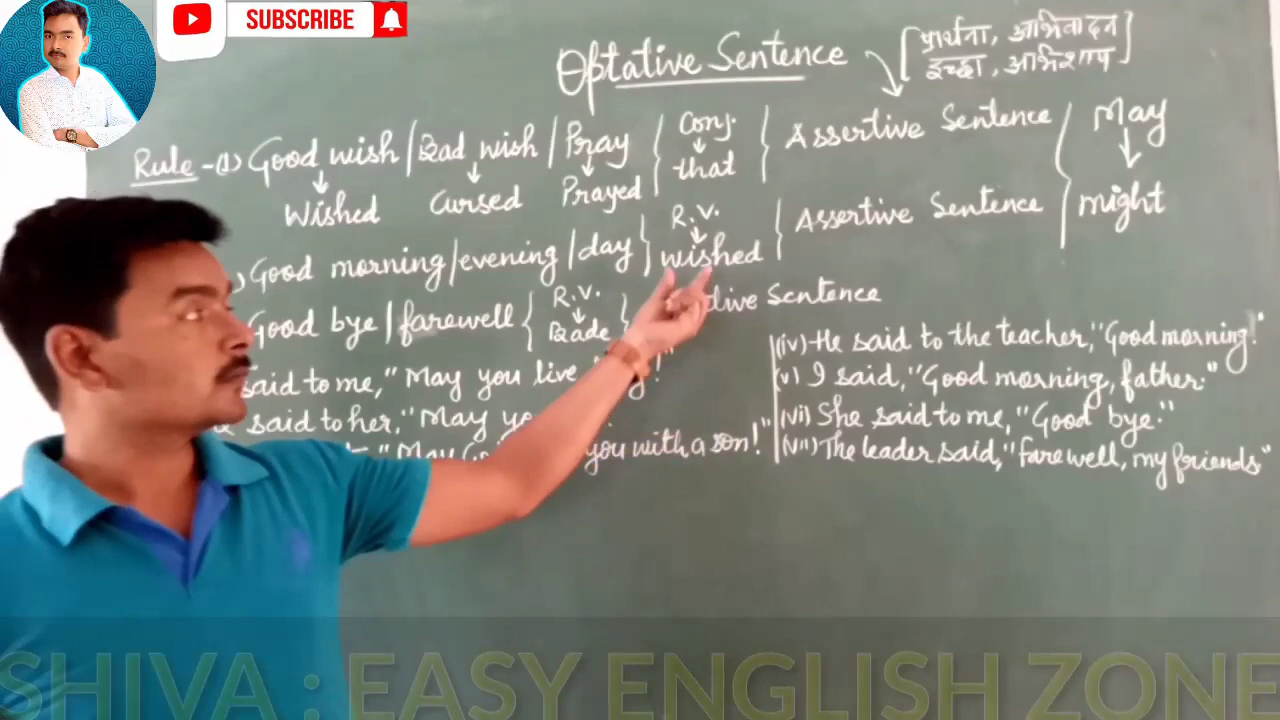 SUBSCRIBE
Optative Sentence
[प्रार्थना, अभिवादन
इच्छा, अभिशाप]
Rule-(1) Good wish/Bad wish/Pray { Conj. } Assertive Sentence { May
Wished Cursed Prayed { that } might
Good morning/evening/day } R.V. wished } Assertive Sentence
Good bye/farewell { R.V. Bade } Sentence
said to me, "May you live !"
said to her, "May
"May you with a son!"
(iv) He said to the teacher, "Good morning!"
(v) I said, "Good morning, father."
(vi) She said to me, "Good bye."
(vii) The leader said, "farewell, my friends"
SHIVA : EASY ENGLISH ZONE